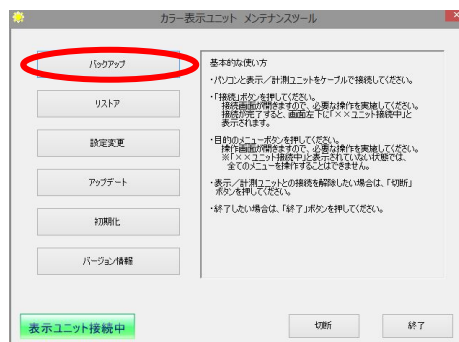 カラー表示ユニット メンテナンスツール
バックアップ
リストア
設定変更
アップデート
初期化
バージョン情報
基本的な使い方
・パソコンと表示／計測ユニットをケーブルで接続してください。
・「接続」ボタンを押してください。
接続画面が開きますので、必要な操作を実施してください。
接続が完了すると、画面左下に「××ユニット接続中」と
表示されます。
・目的のメニューボタンを押してください。
操作画面が開きますので、必要な操作を実施してください。
※「××ユニット接続中」と表示されていない状態では、
全てのメニューを操作することはできません。
・表示／計測ユニットとの接続を解除したい場合は、「切断」
ボタンを押してください。
・終了したい場合は、「終了」ボタンを押してください。
表示ユニット接続中
切断
終了